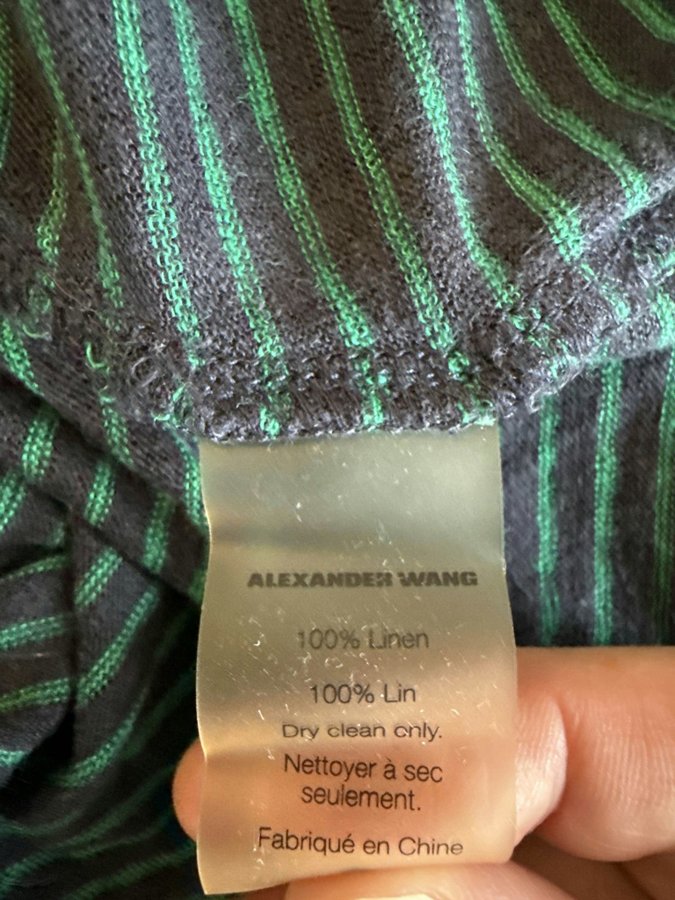 ALEXANDER WANG
100% Linen
100% Lin
Dry clean only.
Nettoyer à sec
seulement.
Fabriqué en Chine